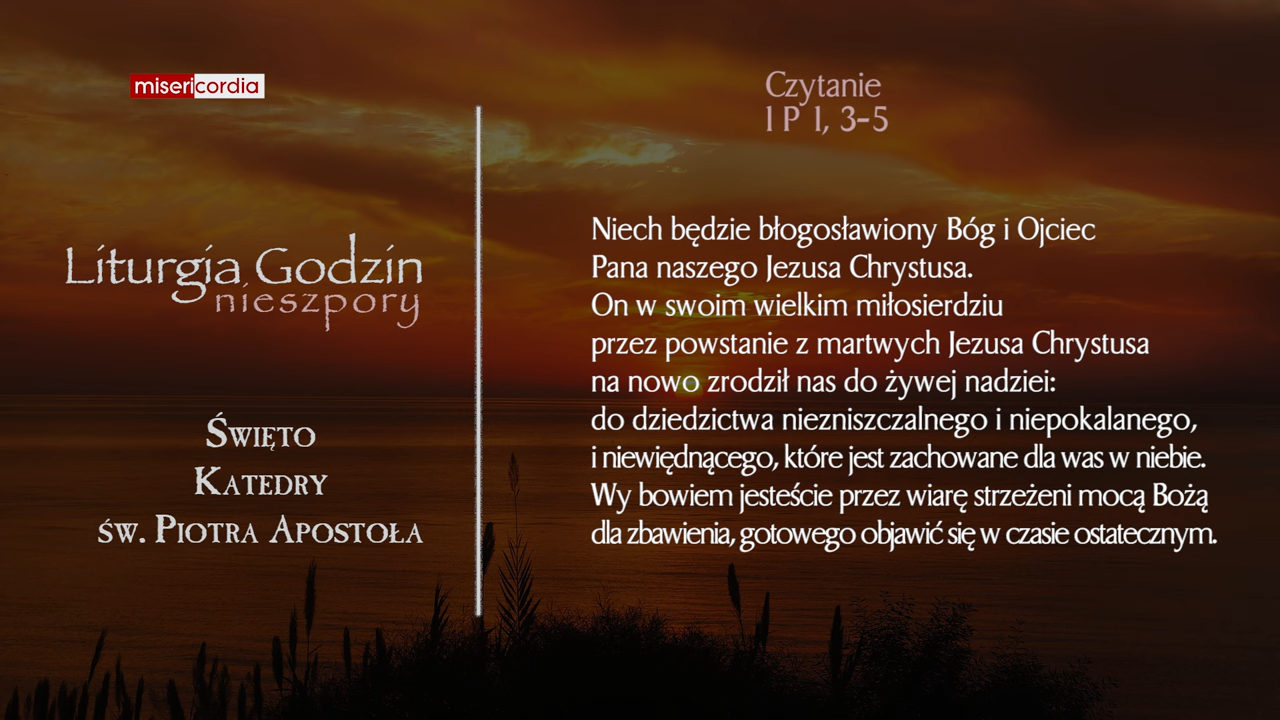 misericordia
Liturgia Godzin
nieszpory
Święto
Katedry
św. Piotra Apostoła
Czytanie
1 P 1, 3-5
Niech będzie błogosławiony Bóg i Ojciec
Pana naszego Jezusa Chrystusa.
On w swoim wielkim miłosierdziu
przez powstanie z martwych Jezusa Chrystusa
na nowo zrodził nas do żywej nadziei:
do dziedzictwa niezniszczalnego i niepokalanego,
i niewiędnącego, które jest zachowane dla was w niebie.
Wy bowiem jesteście przez wiarę strzeżeni mocą Bożą
dla zbawienia, gotowego objawić się w czasie ostatecznym.